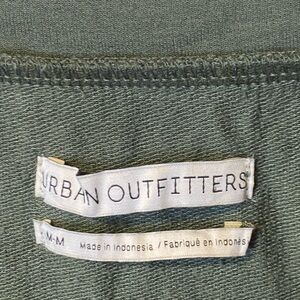 URBAN OUTFITTERS
M-M Made in Indonesia / Fabriqué en Indonés